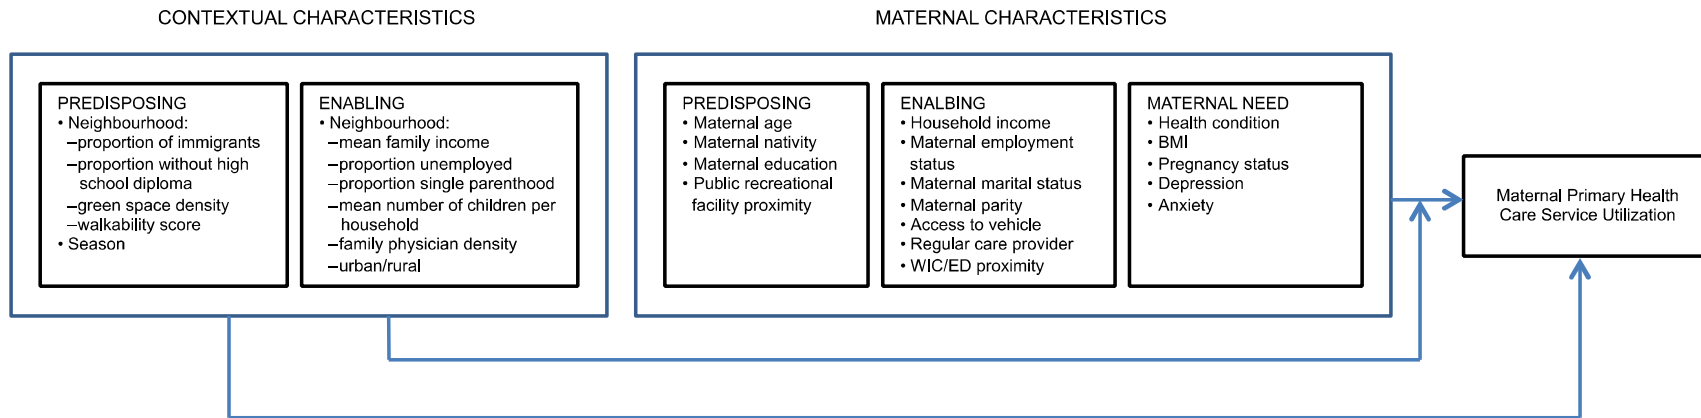 CONTEXTUAL CHARACTERISTICS
PREDISPOSING
• Neighbourhood:
–proportion of immigrants
–proportion without high
school diploma
–green space density
–walkability score
• Season
ENABLING
• Neighbourhood:
–mean family income
–proportion unemployed
–proportion single parenthood
–mean number of children per
household
–family physician density
–urban/rural
MATERNAL CHARACTERISTICS
PREDISPOSING
• Maternal age
• Maternal nativity
• Maternal education
• Public recreational
facility proximity
ENALBING
• Household income
• Maternal employment
status
• Maternal marital status
• Maternal parity
• Access to vehicle
• Regular care provider
• WIC/ED proximity
MATERNAL NEED
• Health condition
• BMI
• Pregnancy status
• Depression
• Anxiety
Maternal Primary Health
Care Service Utilization